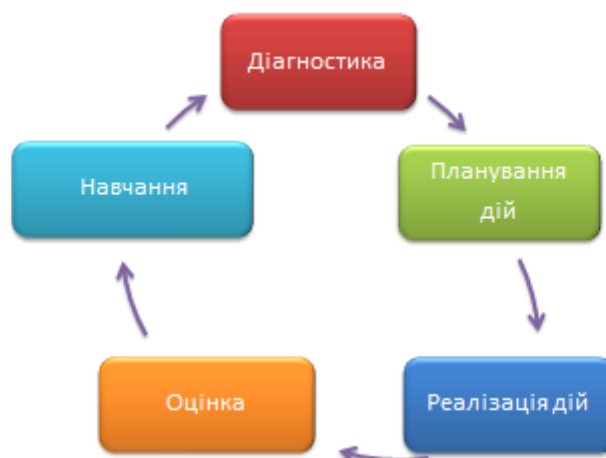 Діагностика
Планування
дій
Реалізація дій
Оцінка
Навчання